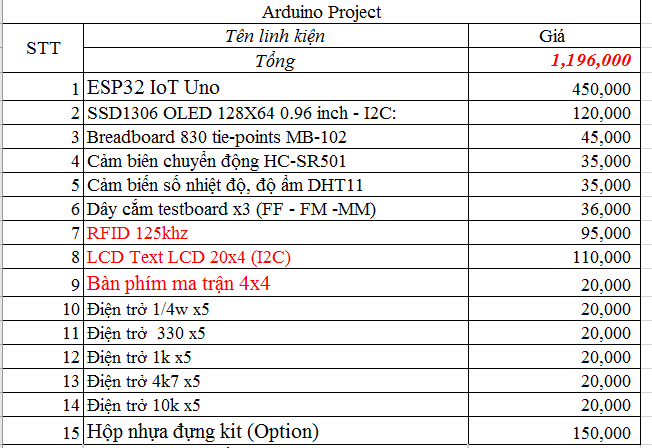 Arduino Project
STT Tên linh kiện Giá
Tổng 1,196,000
1 ESP32 IoT Uno 450,000
2 SSD1306 OLED 128X64 0.96 inch - I2C: 120,000
3 Breadboard 830 tie-points MB-102 45,000
4 Cảm biên chuyển động HC-SR501 35,000
5 Cảm biến số nhiệt độ, độ ẩm DHT11 35,000
6 Dây cắm testboard x3 (FF - FM -MM) 36,000
7 RFID 125khz 95,000
8 LCD Text LCD 20x4 (I2C) 110,000
9 Bàn phím ma trận 4x4 20,000
10 Điện trở 1/4w x5 20,000
11 Điện trở  330 x5 20,000
12 Điện trở 1k x5 20,000
13 Điện trở 4k7 x5 20,000
14 Điện trở 10k x5 20,000
15 Hộp nhựa đựng kit (Option) 150,000